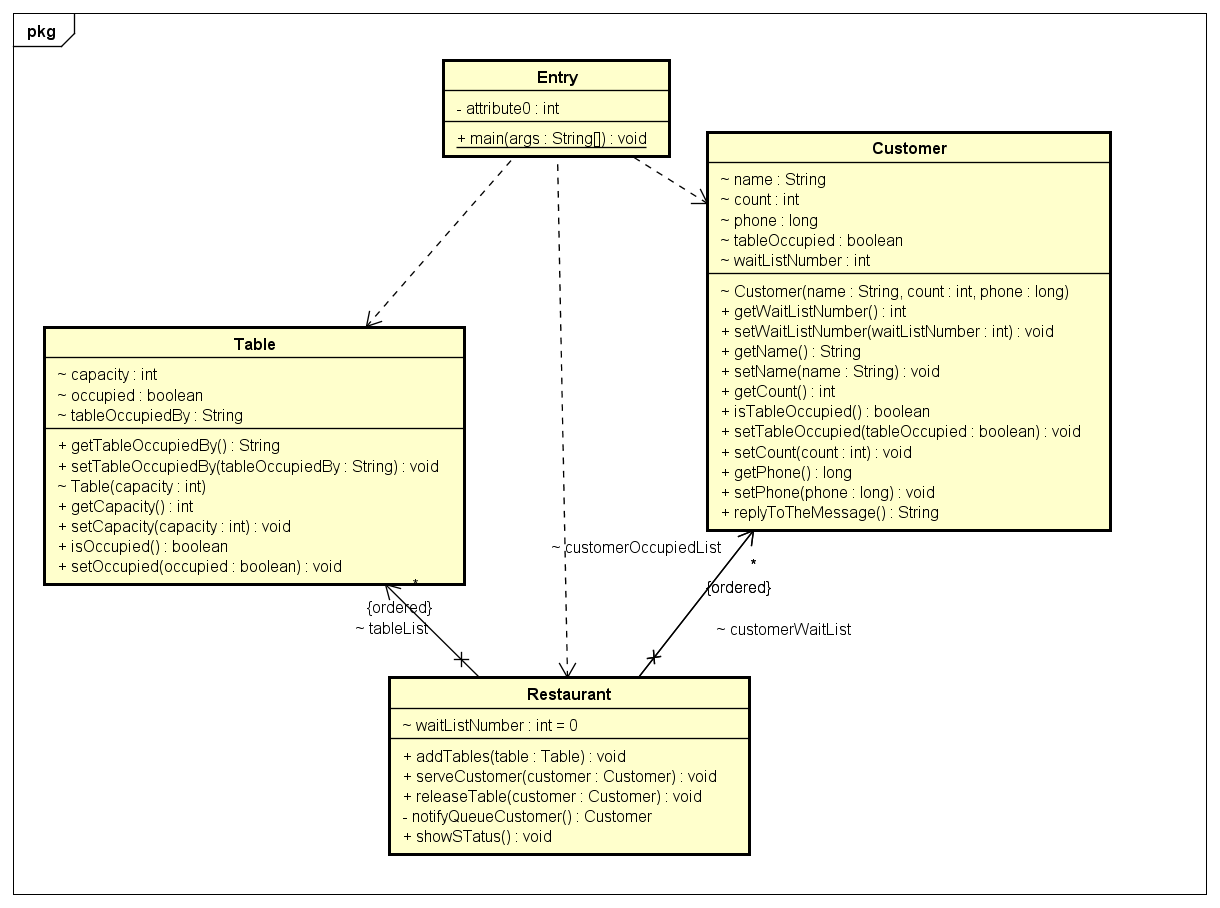 pkg
Entry
- attribute0 : int
+ main(args : String[]) : void
Customer
~ name : String
~ count : int
~ phone : long
~ tableOccupied : boolean
~ waitListNumber : int
~ Customer(name : String, count : int, phone : long)
+ getWaitListNumber() : int
+ setWaitListNumber(waitListNumber : int) : void
+ getName() : String
+ setName(name : String) : void
+ getCount() : int
+ isTableOccupied() : boolean
+ setTableOccupied(tableOccupied : boolean) : void
+ setCount(count : int) : void
+ getPhone() : long
+ setPhone(phone : long) : void
+ replyToTheMessage() : String
Table
~ capacity : int
~ occupied : boolean
~ tableOccupiedBy : String
+ getTableOccupiedBy() : String
+ setTableOccupiedBy(tableOccupiedBy : String) : void
~ Table(capacity : int)
+ getCapacity() : int
+ setCapacity(capacity : int) : void
+ isOccupied() : boolean
+ setOccupied(occupied : boolean) : void
~ customerOccupiedList
*
{ordered}
~ customerWaitList
*
{ordered}
~ tableList
Restaurant
~ waitListNumber : int = 0
+ addTables(table : Table) : void
+ serveCustomer(customer : Customer) : void
+ releaseTable(customer : Customer) : void
- notifyQueueCustomer() : Customer
+ showSTatus() : void